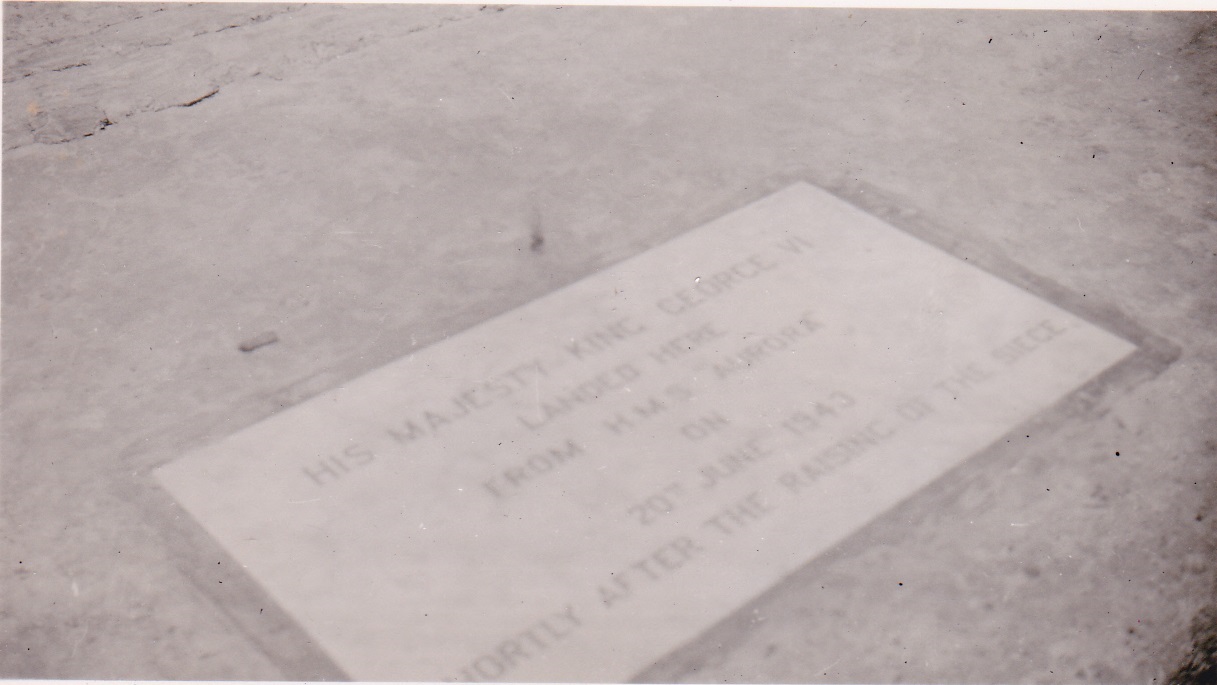 HIS MAJESTY KING GEORGE VI
LANDED HERE
FROM H.M.S. AURORA
ON
20TH JUNE 1943
HORTLY AFTER THE RAISING OF THE SIEGE.